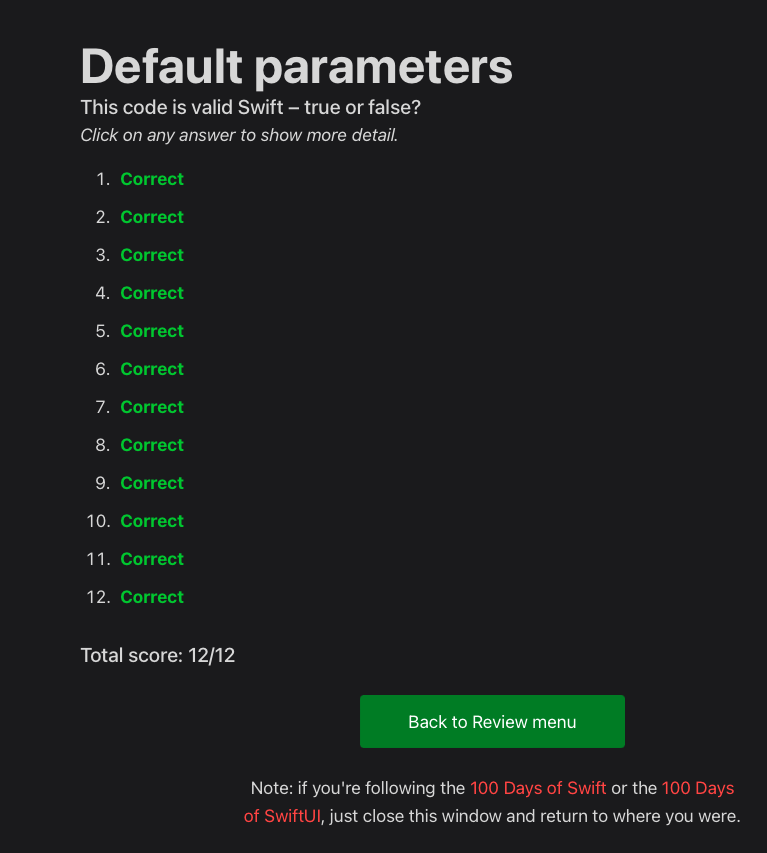 Default parameters
This code is valid Swift – true or false?
Click on any answer to show more detail.
1. Correct
2. Correct
3. Correct
4. Correct
5. Correct
6. Correct
7. Correct
8. Correct
9. Correct
10. Correct
11. Correct
12. Correct
Total score: 12/12
Back to Review menu
Note: if you're following the 100 Days of Swift or the 100 Days
of SwiftUI, just close this window and return to where you were.